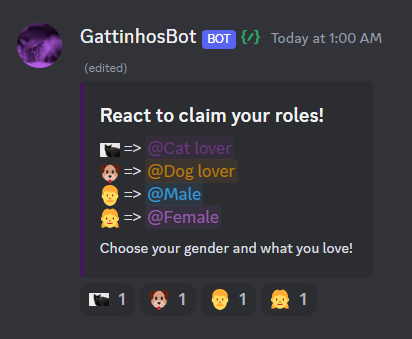 GattinhosBot BOT {/} Today at 1:00 AM
(edited)
React to claim your roles!
=> @Cat lover
=> @Dog lover
=> @Male
=> @Female
Choose your gender and what you love!
1 1 1 1